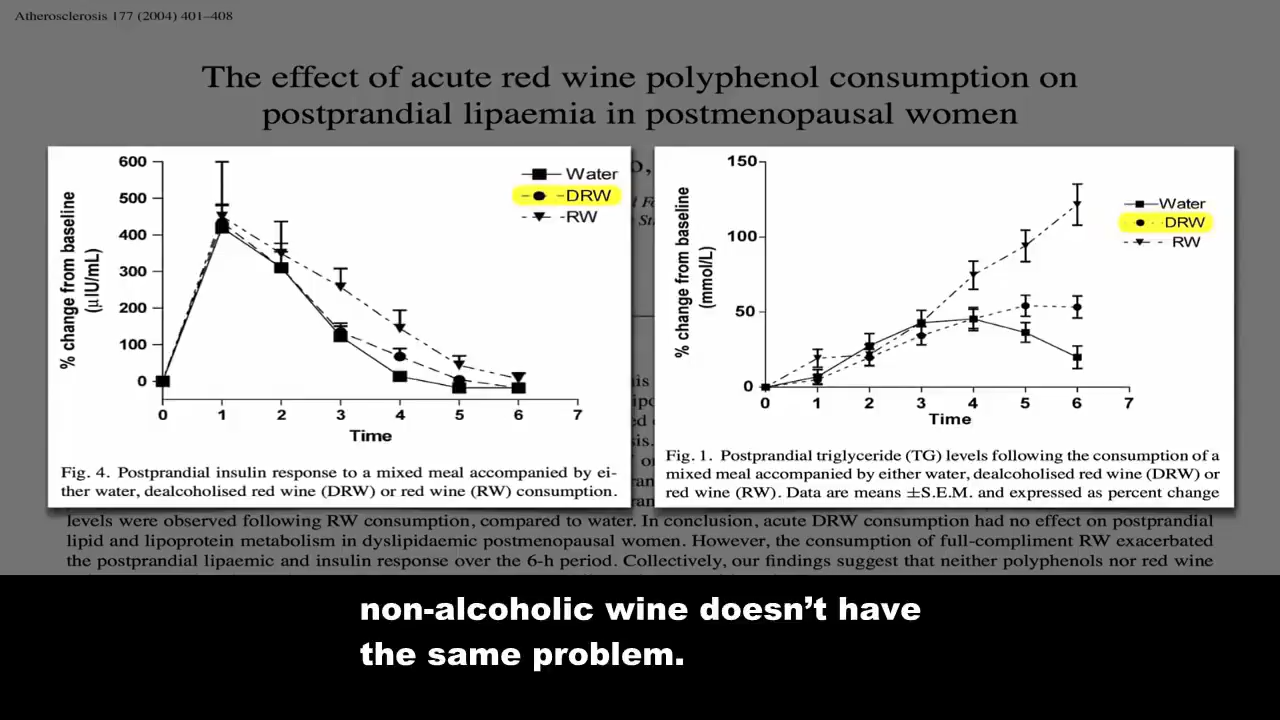 Atherosclerosis 177 (2004) 401–408
The effect of acute red wine polyphenol consumption on
postprandial lipaemia in postmenopausal women
600
500
400
300
200
100
0
% change from baseline
(µIU/mL)
Water
DRW
RW
0 1 2 3 4 5 6 7
Time
Fig. 4. Postprandial insulin response to a mixed meal accompanied by ei-
ther water, dealcoholised red wine (DRW) or red wine (RW) consumption.
150
100
50
0
% change from baseline
(mmol/L)
Water
DRW
RW
0 1 2 3 4 5 6 7
Time
Fig. 1. Postprandial triglyceride (TG) levels following the consumption of a
mixed meal accompanied by either water, dealcoholised red wine (DRW) or
red wine (RW). Data are means ±S.E.M. and expressed as percent change
levels were observed following RW consumption, compared to water. In conclusion, acute DRW consumption had no effect on postprandial
lipid and lipoprotein metabolism in dyslipidaemic postmenopausal women. However, the consumption of full-compliment RW exacerbated
the postprandial lipaemic and insulin response over the 6-h period. Collectively, our findings suggest that neither polyphenols nor red wine
non-alcoholic wine doesn’t have
the same problem.